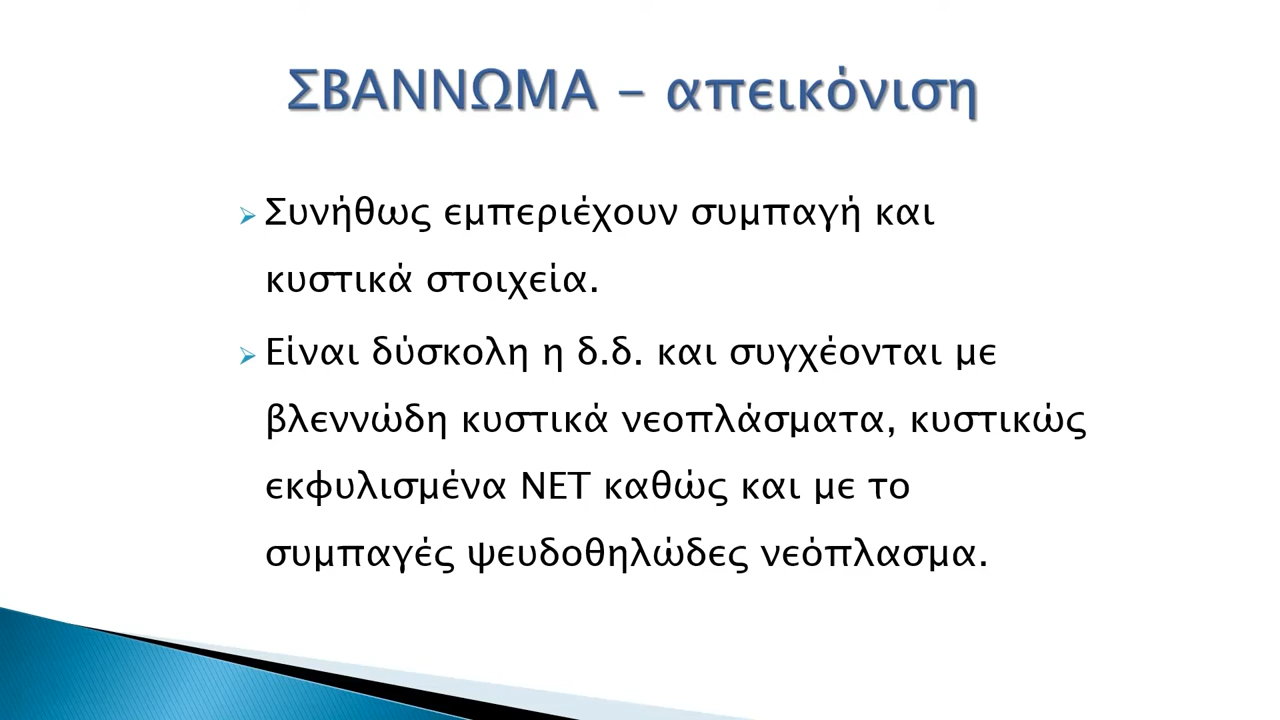 ΣΒΑΝΝΩΜΑ – απεικόνιση
Συνήθως εμπεριέχουν συμπαγή και
κυστικά στοιχεία.
Είναι δύσκολη η δ.δ. και συγχέονται με
βλεννώδη κυστικά νεοπλάσματα, κυστικώς
εκφυλισμένα ΝΕΤ καθώς και με το
συμπαγές ψευδοθηλώδες νεόπλασμα.